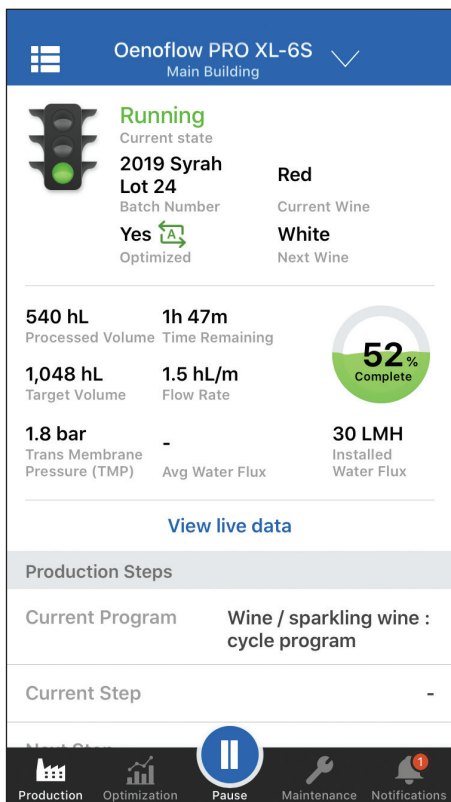 Oenoflow PRO XL-6S
Main Building
Running
Current state
2019 Syrah
Lot 24
Batch Number
Red
Current Wine
Yes A
Optimized
White
Next Wine
540 hL
Processed Volume
1h 47m
Time Remaining
52%
Complete
1,048 hL
Target Volume
1.5 hL/m
Flow Rate
1.8 bar
Trans Membrane
Pressure (TMP)
-
Avg Water Flux
30 LMH
Installed
Water Flux
View live data
Production Steps
Current Program
Wine / sparkling wine :
cycle program
Current Step
-
Next Step
1
Production
Optimization
Pause
Maintenance
Notifications